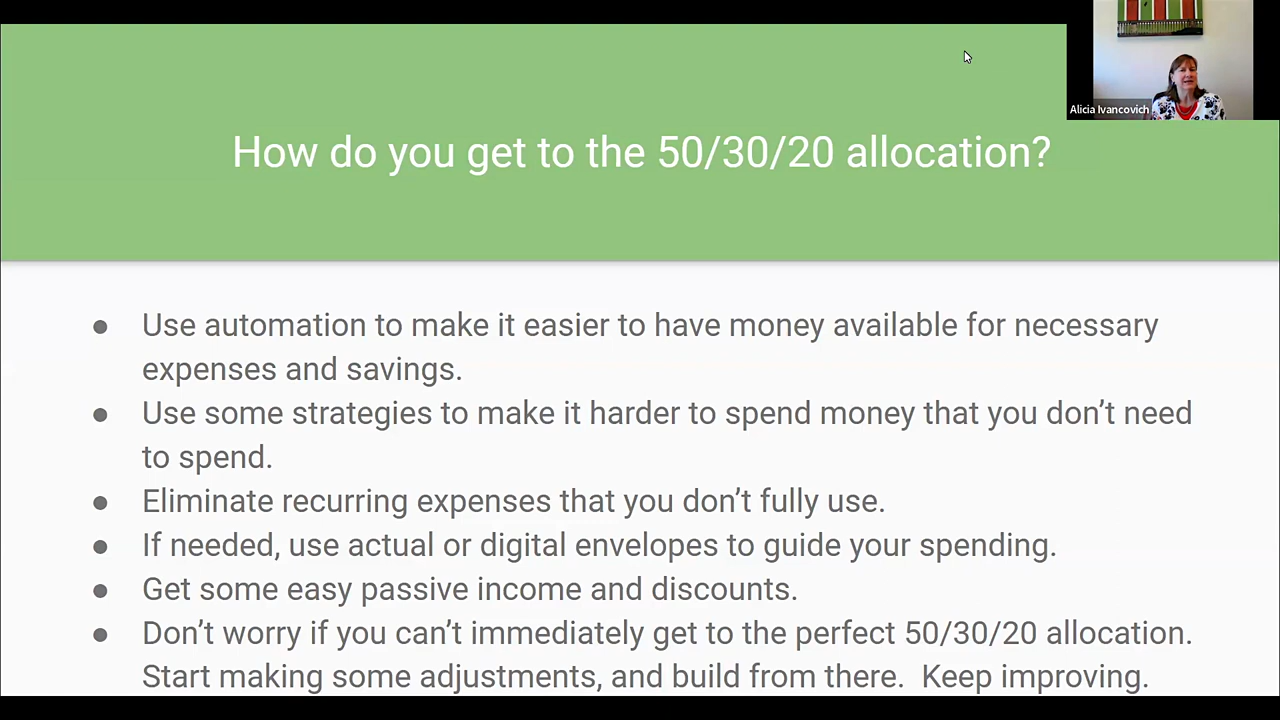 Alicia Ivancovich
How do you get to the 50/30/20 allocation?
● Use automation to make it easier to have money available for necessary
expenses and savings.
● Use some strategies to make it harder to spend money that you don’t need
to spend.
● Eliminate recurring expenses that you don’t fully use.
● If needed, use actual or digital envelopes to guide your spending.
● Get some easy passive income and discounts.
● Don’t worry if you can’t immediately get to the perfect 50/30/20 allocation.
Start making some adjustments, and build from there.  Keep improving.